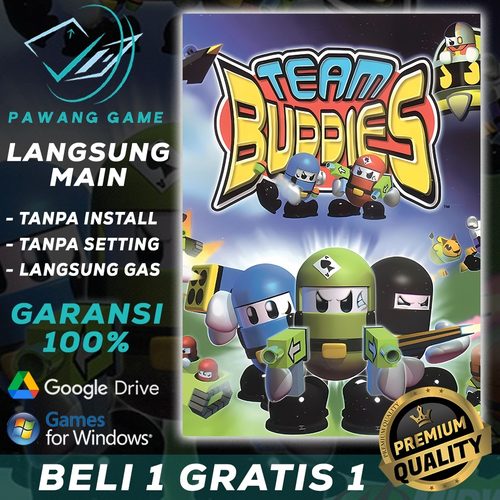 PAWANG GAME
LANGSUNG
MAIN
- TANPA INSTALL
- TANPA SETTING
- LANGSUNG GAS
GARANSI
100%
Google Drive
Games
for Windows®
TEAM
BUDDIES
™
PREMIUM
QUALITY
BELI 1 GRATIS 1